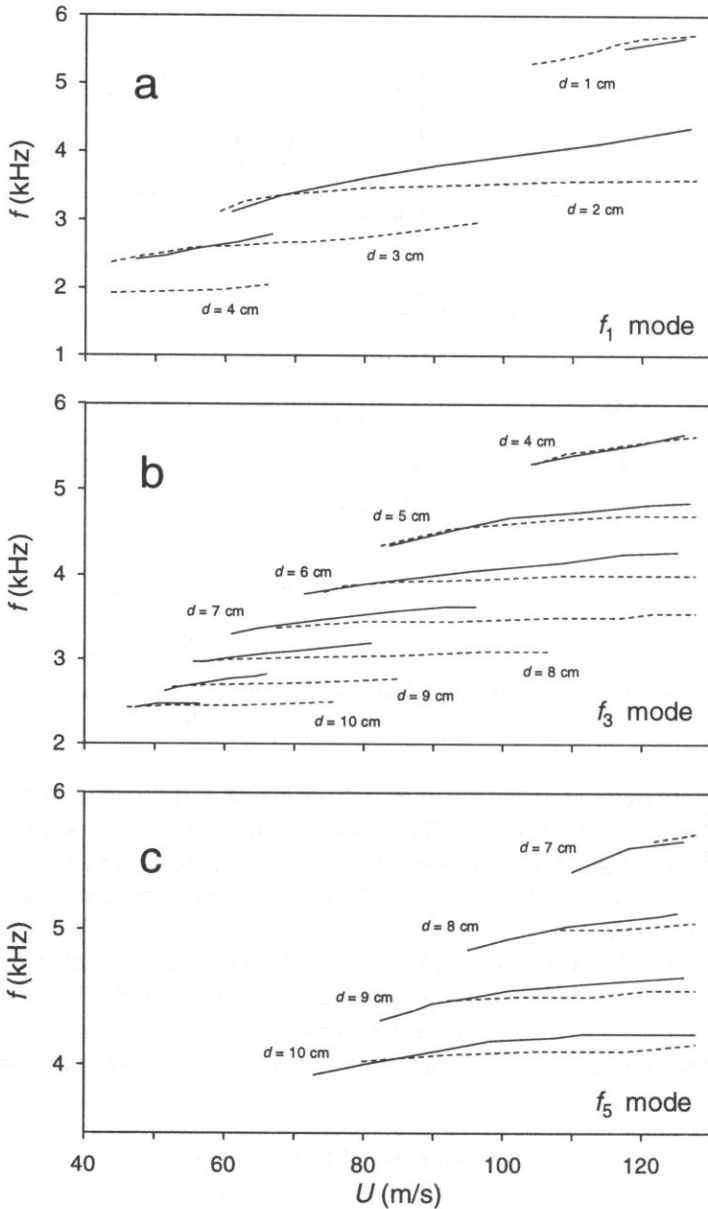 6
5
4
3
2
1
f (kHz)
a
d = 1 cm
d = 2 cm
d = 3 cm
d = 4 cm
f₁ mode
6
5
4
3
2
f (kHz)
b
d = 4 cm
d = 5 cm
d = 6 cm
d = 7 cm
d = 8 cm
d = 9 cm
d = 10 cm
f₃ mode
6
5
4
f (kHz)
c
d = 7 cm
d = 8 cm
d = 9 cm
d = 10 cm
f₅ mode
40 60 80 100 120
U (m/s)